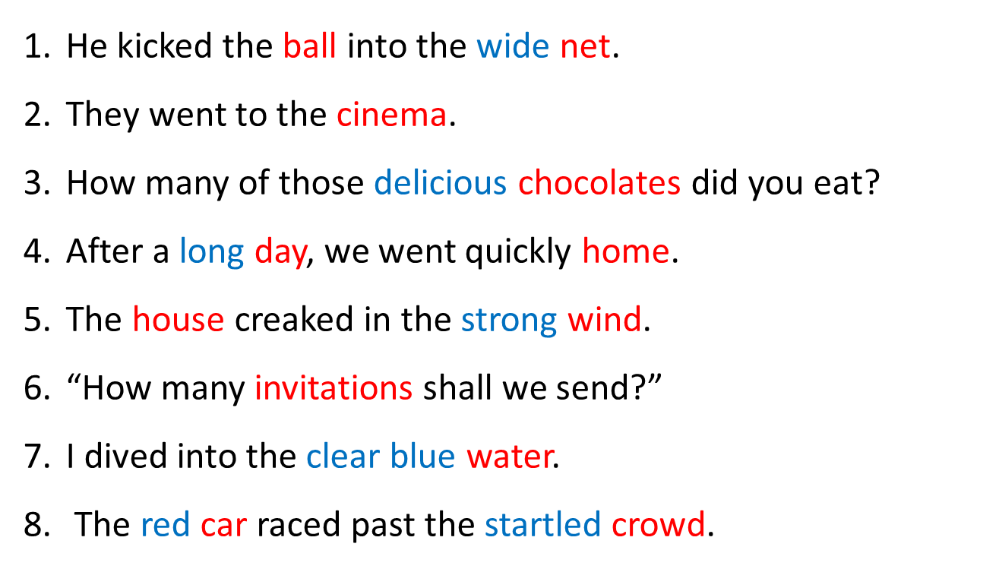 1. He kicked the ball into the wide net.
2. They went to the cinema.
3. How many of those delicious chocolates did you eat?
4. After a long day, we went quickly home.
5. The house creaked in the strong wind.
6. “How many invitations shall we send?”
7. I dived into the clear blue water.
8. The red car raced past the startled crowd.